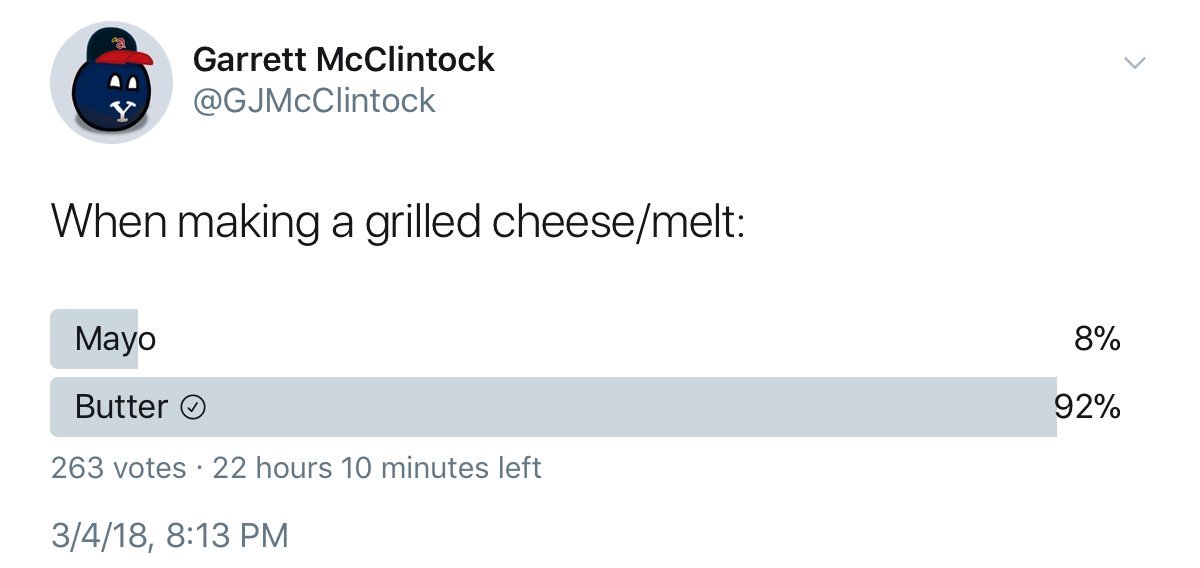 Garrett McClintock
@GJMcClintock
When making a grilled cheese/melt:
Mayo 8%
Butter 92%
263 votes · 22 hours 10 minutes left
3/4/18, 8:13 PM